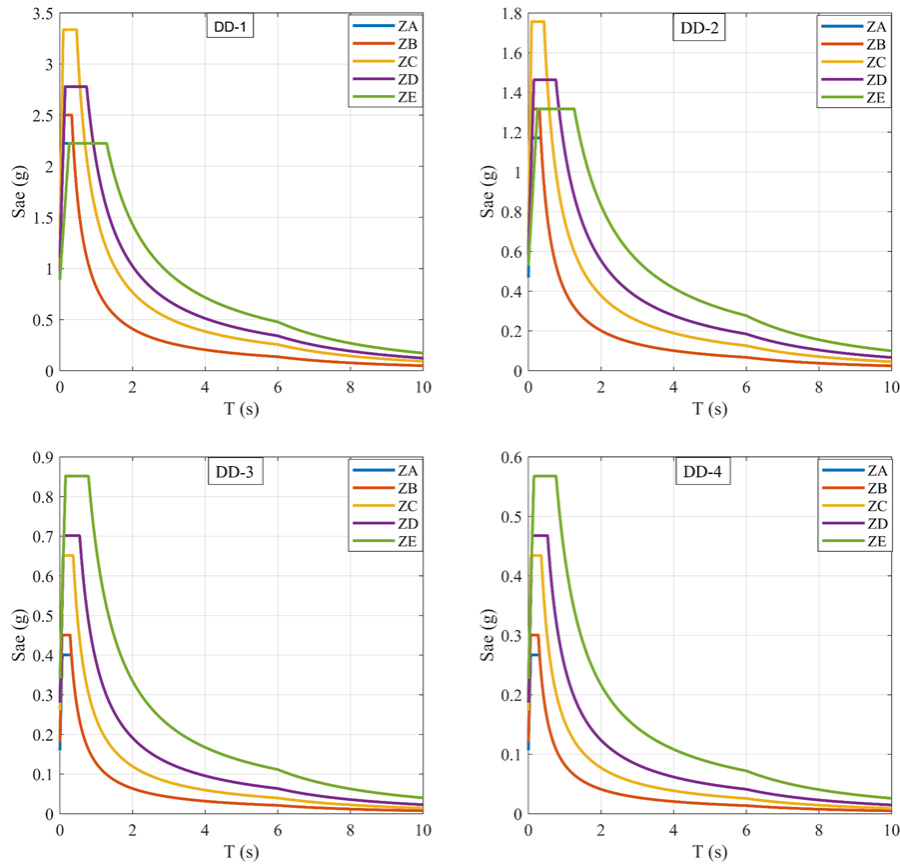 DD-1
ZA
ZB
ZC
ZD
ZE
3.5
3
2.5
2
1.5
1
0.5
0
Sae (g)
0 2 4 6 8 10
T (s)
DD-2
ZA
ZB
ZC
ZD
ZE
1.8
1.6
1.4
1.2
1
0.8
0.6
0.4
0.2
0
Sae (g)
0 2 4 6 8 10
T (s)
DD-3
ZA
ZB
ZC
ZD
ZE
0.9
0.8
0.7
0.6
0.5
0.4
0.3
0.2
0.1
0
Sae (g)
0 2 4 6 8 10
T (s)
DD-4
ZA
ZB
ZC
ZD
ZE
0.6
0.5
0.4
0.3
0.2
0.1
0
Sae (g)
0 2 4 6 8 10
T (s)